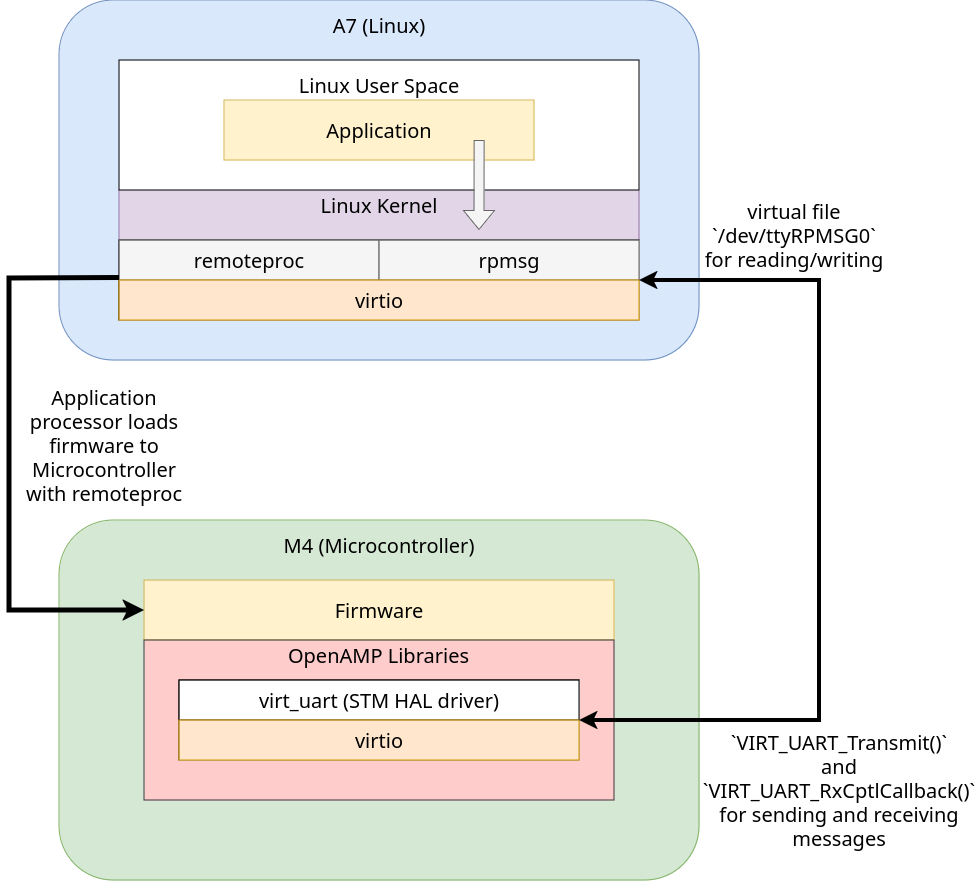 A7 (Linux)
Linux User Space
Application
Linux Kernel
remoteproc
rpmsg
virtio
virtual file
`/dev/ttyRPMSG0`
for reading/writing
Application
processor loads
firmware to
Microcontroller
with remoteproc
M4 (Microcontroller)
Firmware
OpenAMP Libraries
virt_uart (STM HAL driver)
virtio
`VIRT_UART_Transmit()`
and
`VIRT_UART_RxCptlCallback()`
for sending and receiving
messages